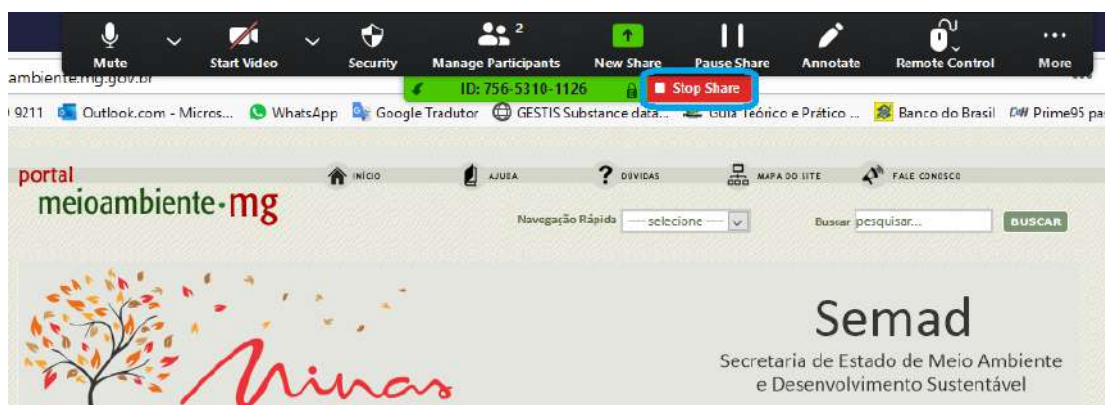 2
Mute Start Video Security Manage Participants New Share Pause Share Annotate Remote Control More
ambiente.mg.gov.br
ID: 756-5310-1126 Stop Share
9211 Outlook.com - Micros... WhatsApp Google Tradutor GESTIS Substance data... Guia Teórico e Prático ... Banco do Brasil Prime95 pa
portal
meioambiente·mg
INÍCIO AJUDA DÚVIDAS MAPA DO SITE FALE CONOSCO
Navegação Rápida --- selecione --- Buscar pesquisar... BUSCAR
Semad
Secretaria de Estado de Meio Ambiente
e Desenvolvimento Sustentável
Minas